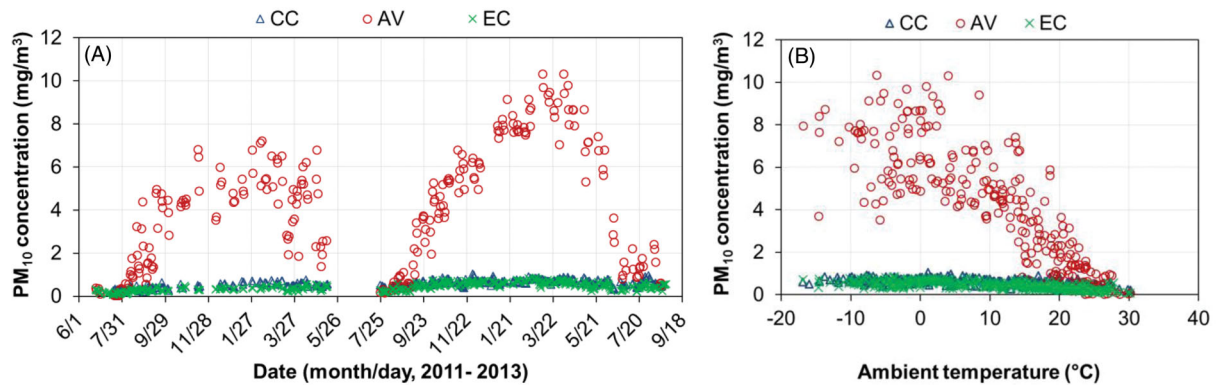 CC AV EC
(A)
PM10 concentration (mg/m³)
12
10
8
6
4
2
0
6/1 7/31 9/29 11/28 1/27 3/27 5/26 7/25 9/23 11/22 1/21 3/22 5/21 7/20 9/18
Date (month/day, 2011- 2013)
CC AV EC
(B)
PM10 concentration (mg/m³)
12
10
8
6
4
2
0
-20 -10 0 10 20 30 40
Ambient temperature (°C)